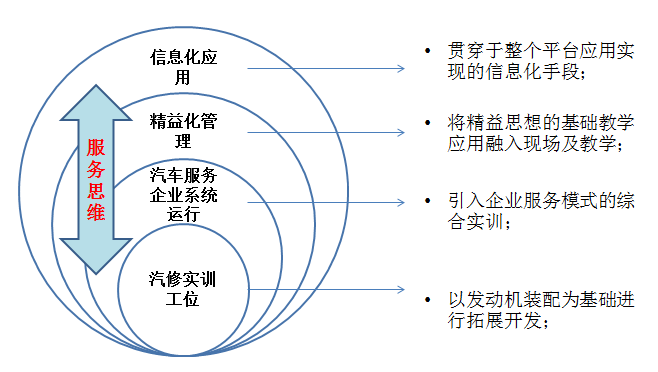 信息化应
用
• 贯穿于整个平台应用实
现的信息化手段；
精益化管
理
• 将精益思想的基础教学
应用融入现场及教学；
服务思维
汽车服务
企业系统
运行
• 引入企业服务模式的综
合实训；
汽修实训
工位
• 以发动机装配为基础进
行拓展开发；